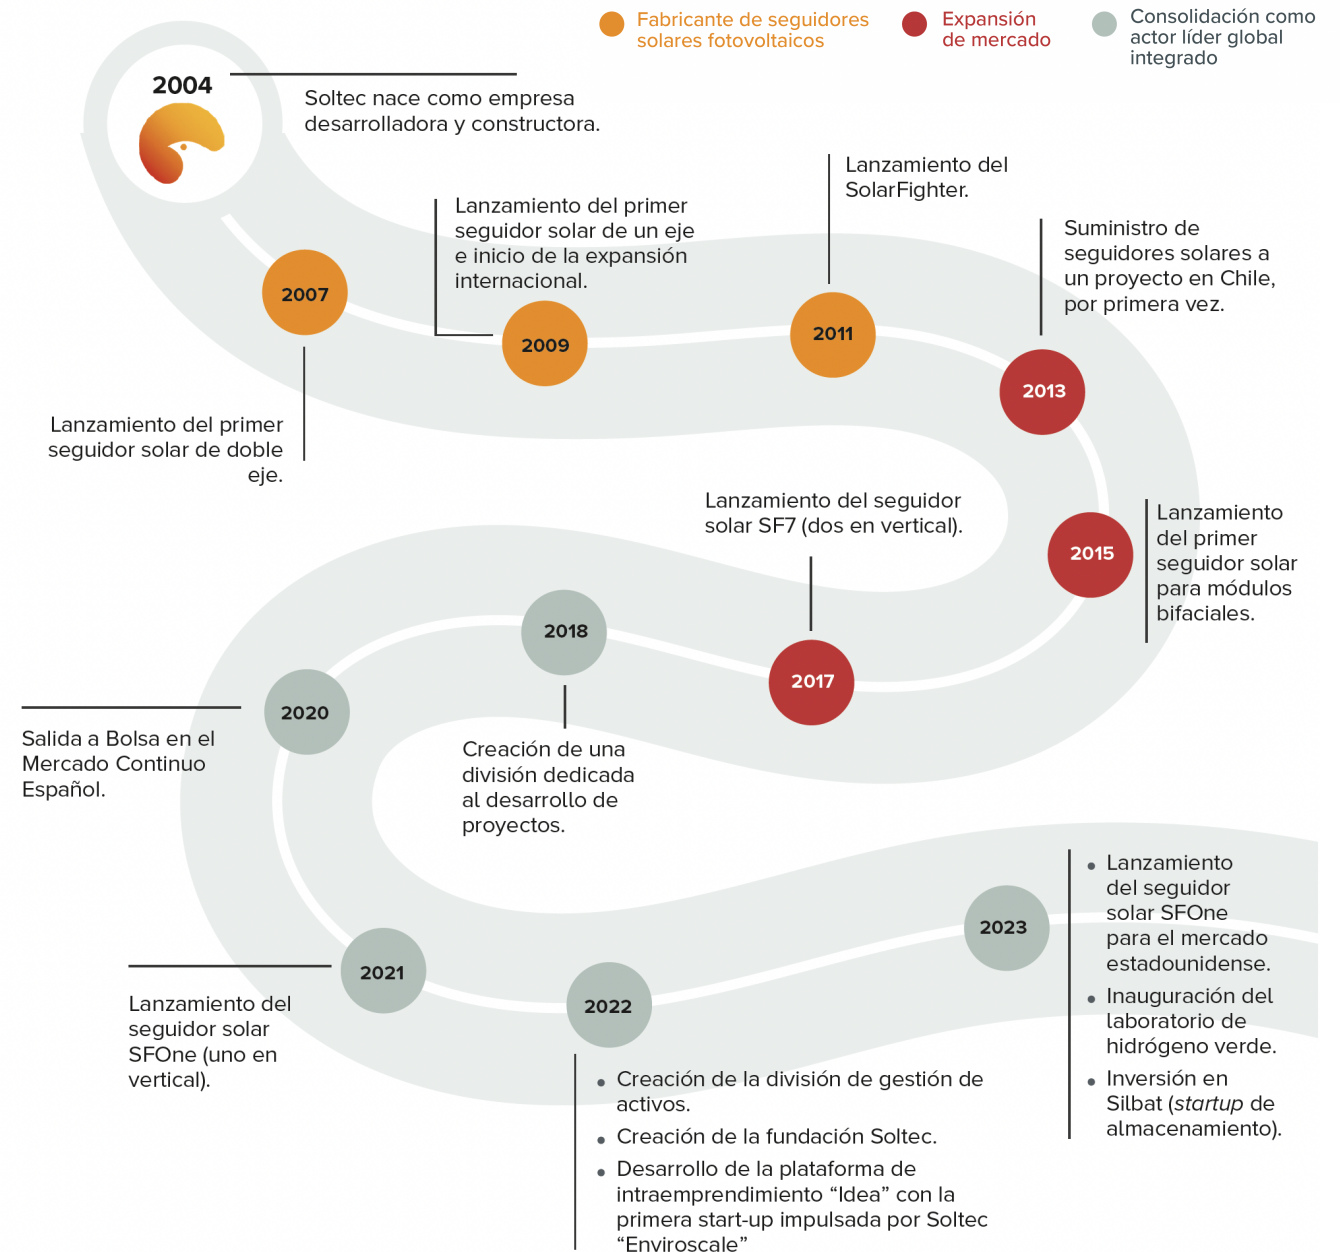 Fabricante de seguidores
solares fotovoltaicos
Expansión
de mercado
Consolidación como
actor líder global
integrado
2004
Soltec nace como empresa
desarrolladora y constructora.
2007
Lanzamiento del primer
seguidor solar de doble
eje.
Lanzamiento del primer
seguidor solar de un eje
e inicio de la expansión
internacional.
2009
Lanzamiento del
SolarFighter.
2011
Suministro de
seguidores solares a
un proyecto en Chile,
por primera vez.
2013
2015
Lanzamiento
del primer
seguidor solar
para módulos
bifaciales.
Lanzamiento del seguidor
solar SF7 (dos en vertical).
2017
2018
Creación de una
división dedicada
al desarrollo de
proyectos.
2020
Salida a Bolsa en el
Mercado Continuo
Español.
2021
Lanzamiento del
seguidor solar
SFOne (uno en
vertical).
2022
• Creación de la división de gestión de
activos.
• Creación de la fundación Soltec.
• Desarrollo de la plataforma de
intraemprendimiento “Idea” con la
primera start-up impulsada por Soltec
“Enviroscale”
2023
• Lanzamiento
del seguidor
solar SFOne
para el mercado
estadounidense.
• Inauguración del
laboratorio de
hidrógeno verde.
• Inversión en
Silbat (startup de
almacenamiento).